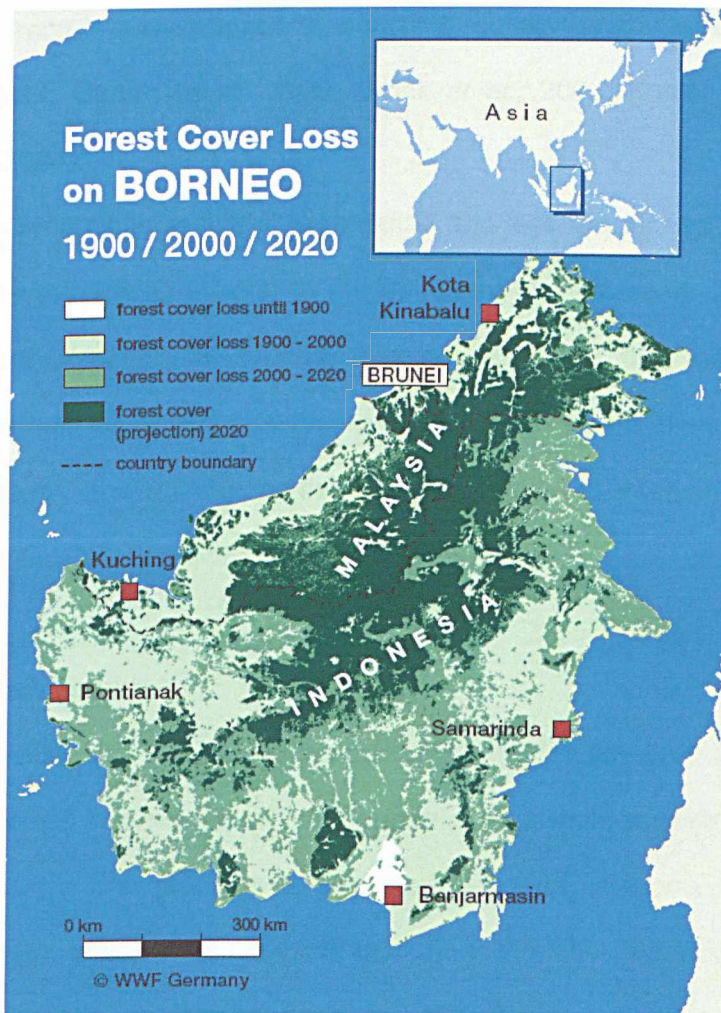 Forest Cover Loss
on BORNEO
1900 / 2000 / 2020
forest cover loss until 1900
forest cover loss 1900 - 2000
forest cover loss 2000 - 2020
forest cover
(projection) 2020
country boundary
Asia
Kota
Kinabalu
BRUNEI
MALAYSIA
Kuching
INDONESIA
Pontianak
Samarinda
Banjarmasin
0 km 300 km
© WWF Germany